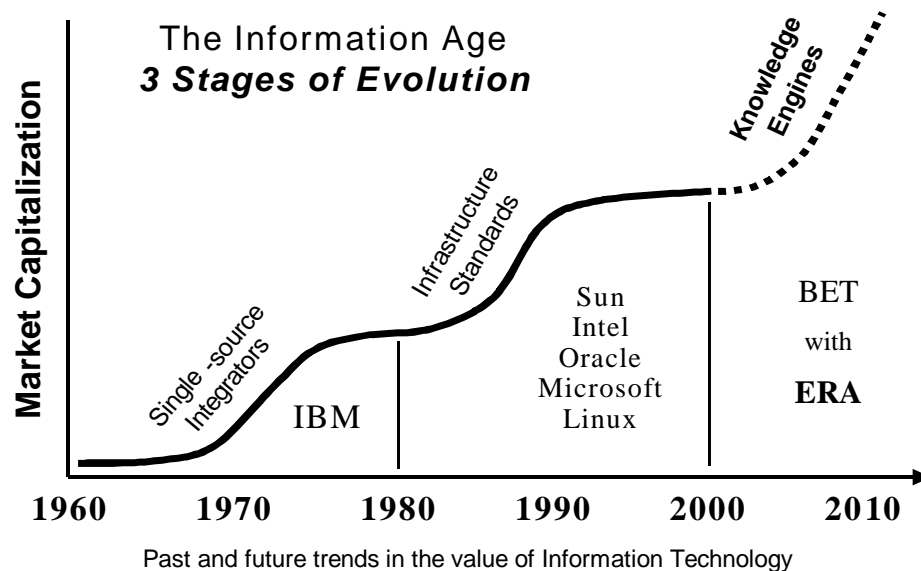 The Information Age
3 Stages of Evolution
Market Capitalization
Single -source
Integrators
Infrastructure
Standards
Knowledge
Engines
IBM
Sun
Intel
Oracle
Microsoft
Linux
BET
with
ERA
1960 1970 1980 1990 2000 2010
Past and future trends in the value of Information Technology